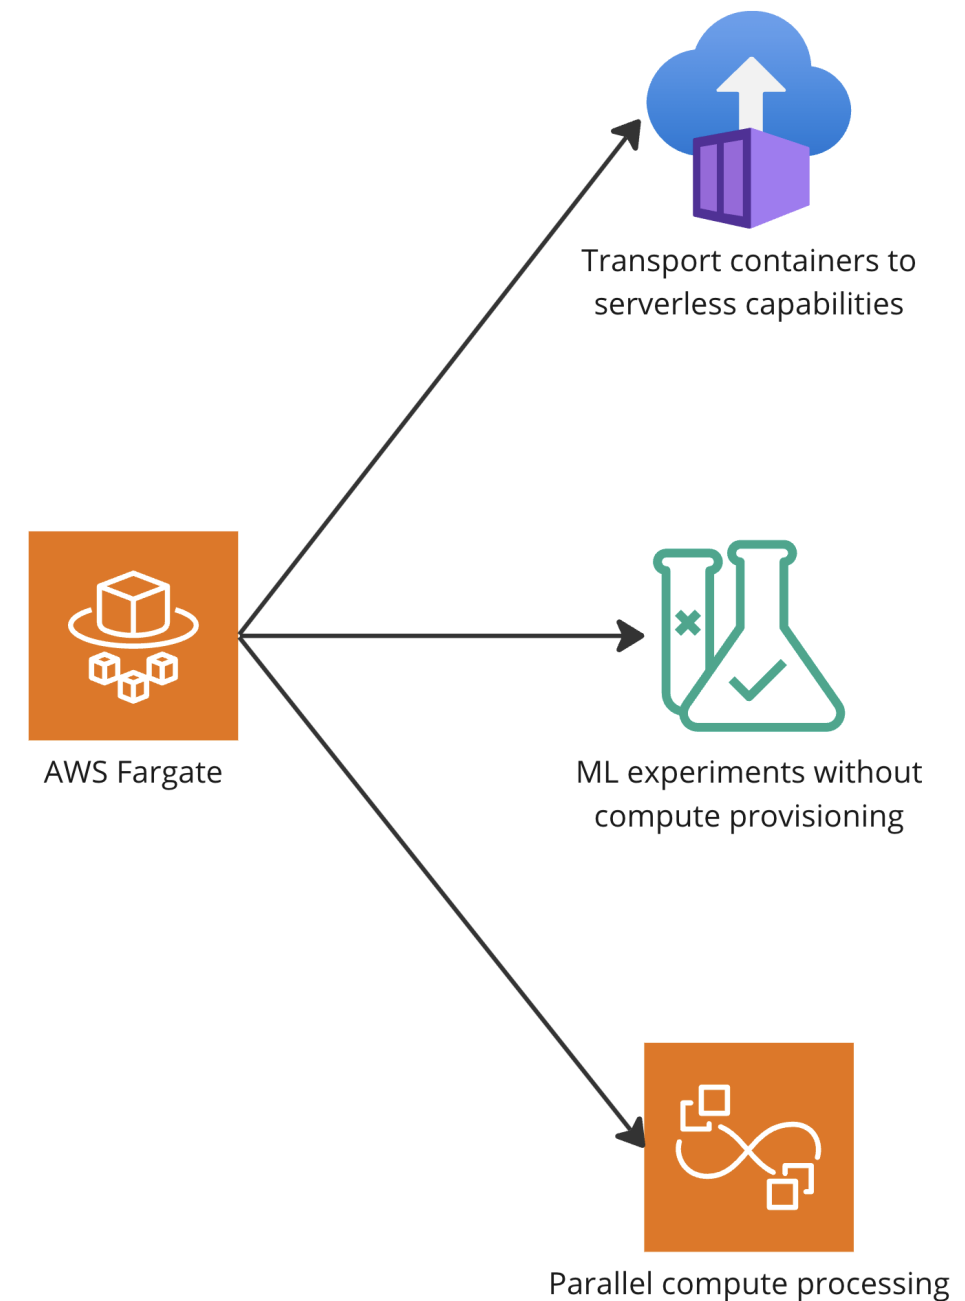 Transport containers to
serverless capabilities
AWS Fargate
ML experiments without
compute provisioning
Parallel compute processing